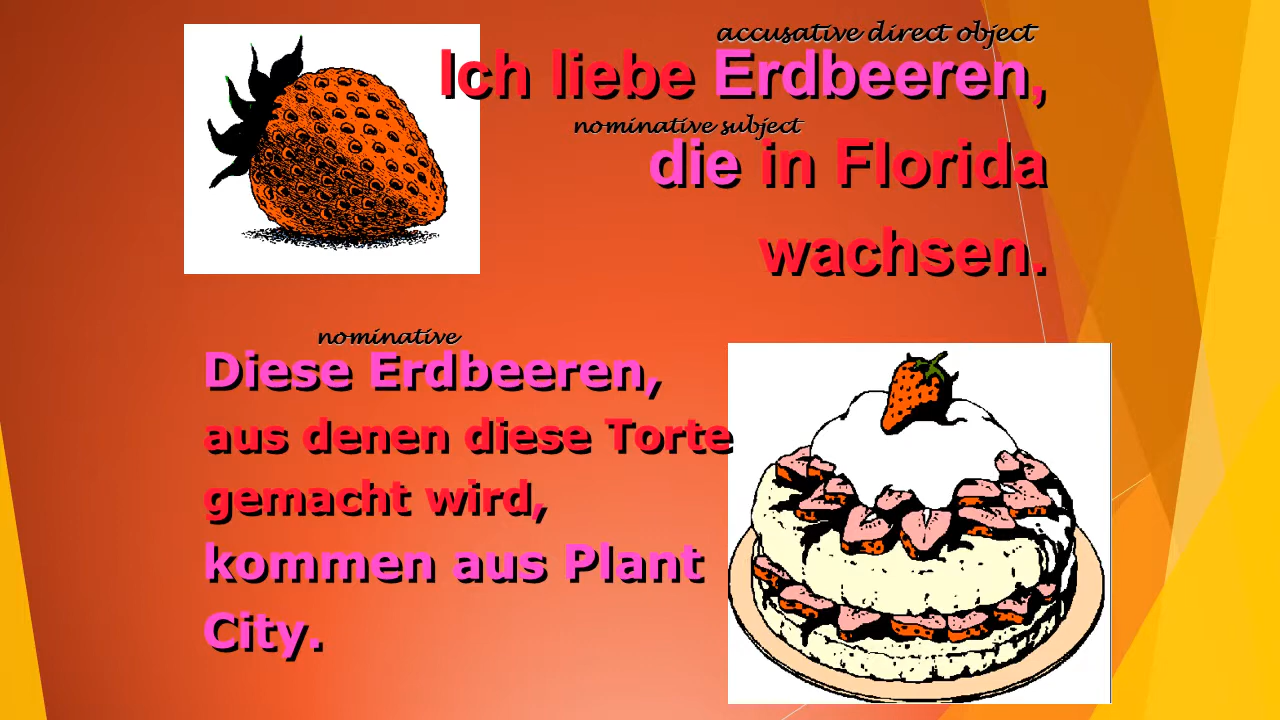 accusative direct object
Ich liebe Erdbeeren,
nominative subject
die in Florida
wachsen.
nominative
Diese Erdbeeren,
aus denen diese Torte
gemacht wird,
kommen aus Plant
City.